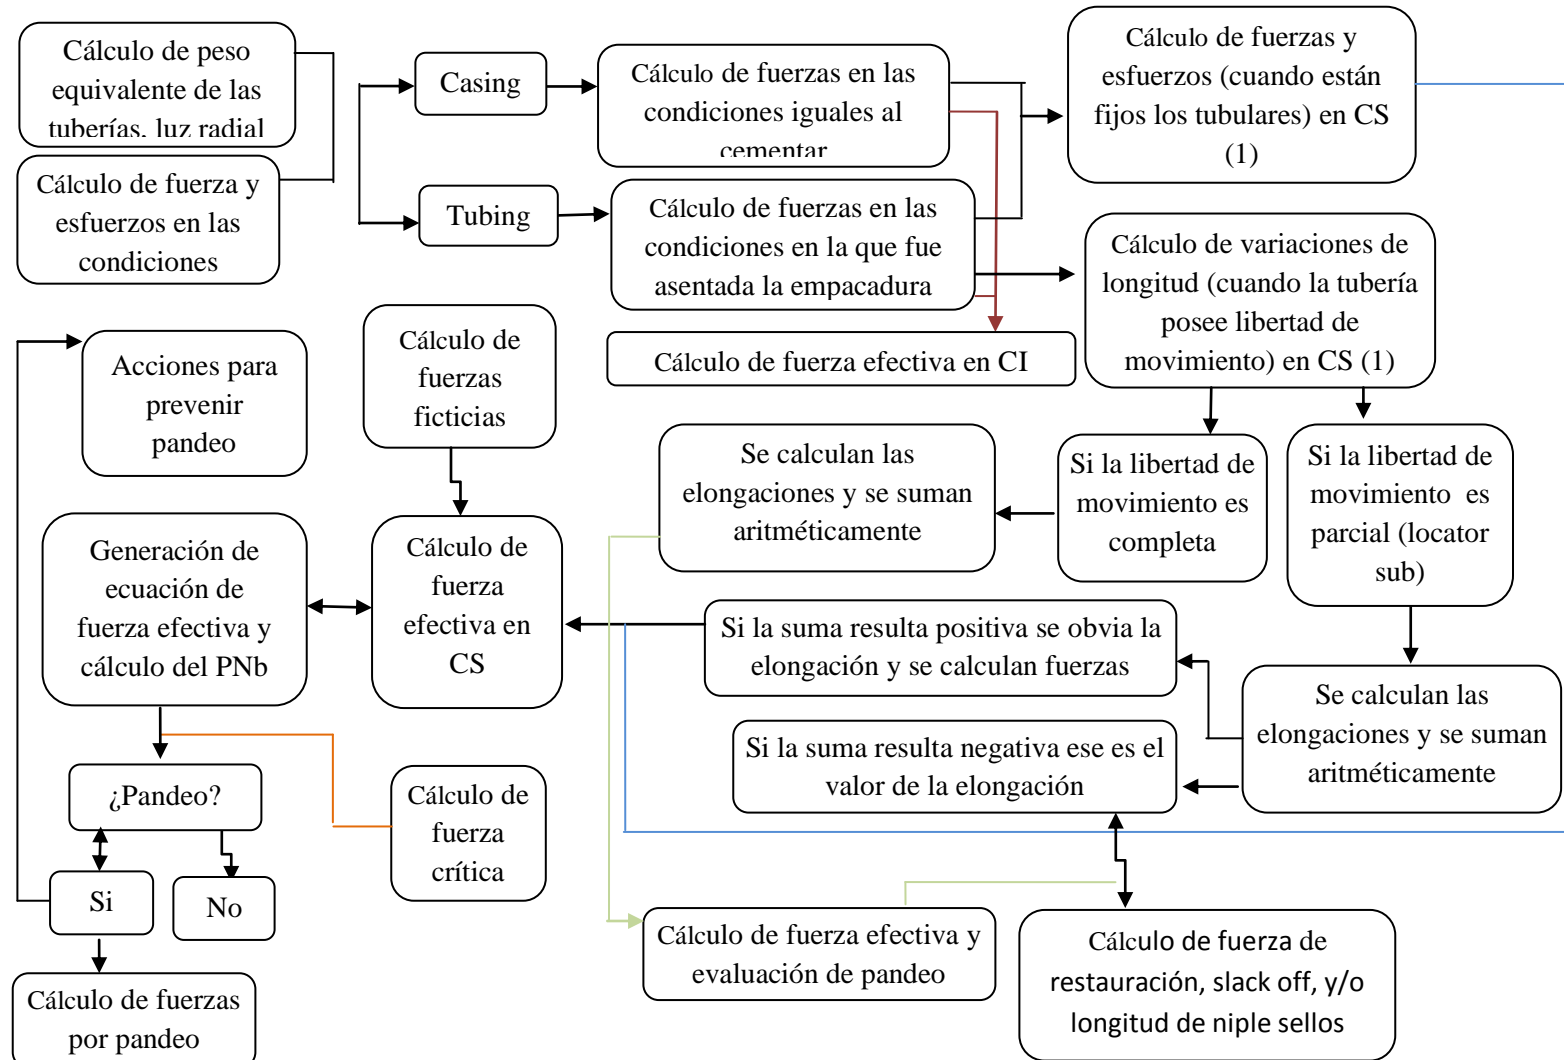 Cálculo de peso
equivalente de las
tuberías, luz radial
Cálculo de fuerza y
esfuerzos en las
condiciones
Casing
Tubing
Cálculo de fuerzas en las
condiciones iguales al
cementar
Cálculo de fuerzas en las
condiciones en la que fue
asentada la empacadura
Cálculo de fuerzas y
esfuerzos (cuando están
fijos los tubulares) en CS
(1)
Cálculo de variaciones de
longitud (cuando la tubería
posee libertad de
movimiento) en CS (1)
Cálculo de fuerza efectiva en CI
Acciones para
prevenir
pandeo
Cálculo de
fuerzas
ficticias
Se calculan las
elongaciones y se suman
aritméticamente
Si la libertad de
movimiento es
completa
Si la libertad de
movimiento es
parcial (locator
sub)
Generación de
ecuación de
fuerza efectiva y
cálculo del PNb
Cálculo de
fuerza
efectiva en
CS
Si la suma resulta positiva se obvia la
elongación y se calculan fuerzas
Se calculan las
elongaciones y se suman
aritméticamente
Si la suma resulta negativa ese es el
valor de la elongación
¿Pandeo?
Cálculo de
fuerza
crítica
Si
No
Cálculo de fuerza efectiva y
evaluación de pandeo
Cálculo de fuerza de
restauración, slack off, y/o
longitud de niple sellos
Cálculo de fuerzas
por pandeo